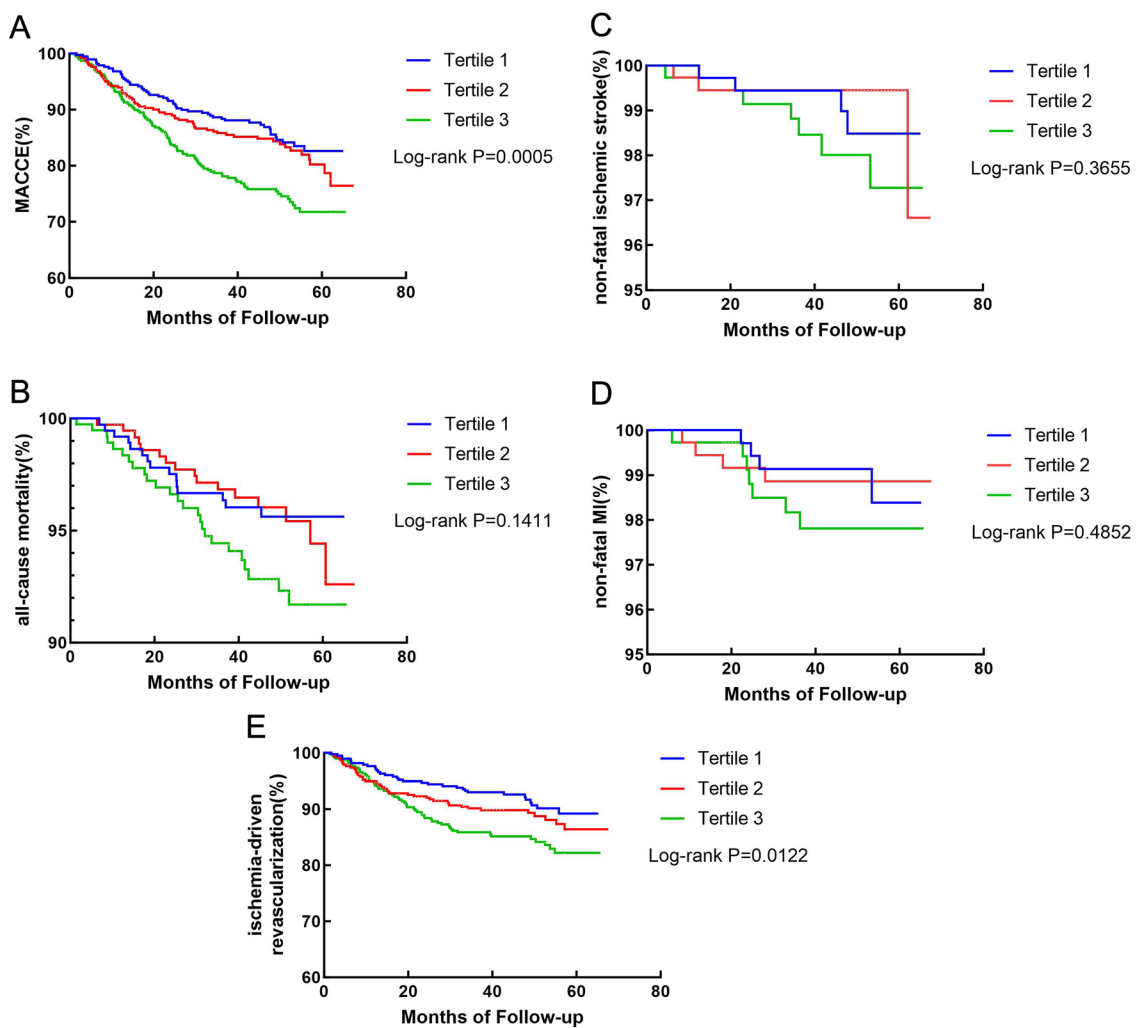 A
MACCE(%)
100
90
80
70
60
0 20 40 60 80
Months of Follow-up
Tertile 1
Tertile 2
Tertile 3
Log-rank P=0.0005
C
non-fatal ischemic stroke(%)
100
99
98
97
96
95
0 20 40 60 80
Months of Follow-up
Tertile 1
Tertile 2
Tertile 3
Log-rank P=0.3655
B
all-cause mortality(%)
100
95
90
0 20 40 60 80
Months of Follow-up
Tertile 1
Tertile 2
Tertile 3
Log-rank P=0.1411
D
non-fatal MI(%)
100
99
98
97
96
95
0 20 40 60 80
Months of Follow-up
Tertile 1
Tertile 2
Tertile 3
Log-rank P=0.4852
E
ischemia-driven
revascularization(%)
100
90
80
70
60
0 20 40 60 80
Months of Follow-up
Tertile 1
Tertile 2
Tertile 3
Log-rank P=0.0122